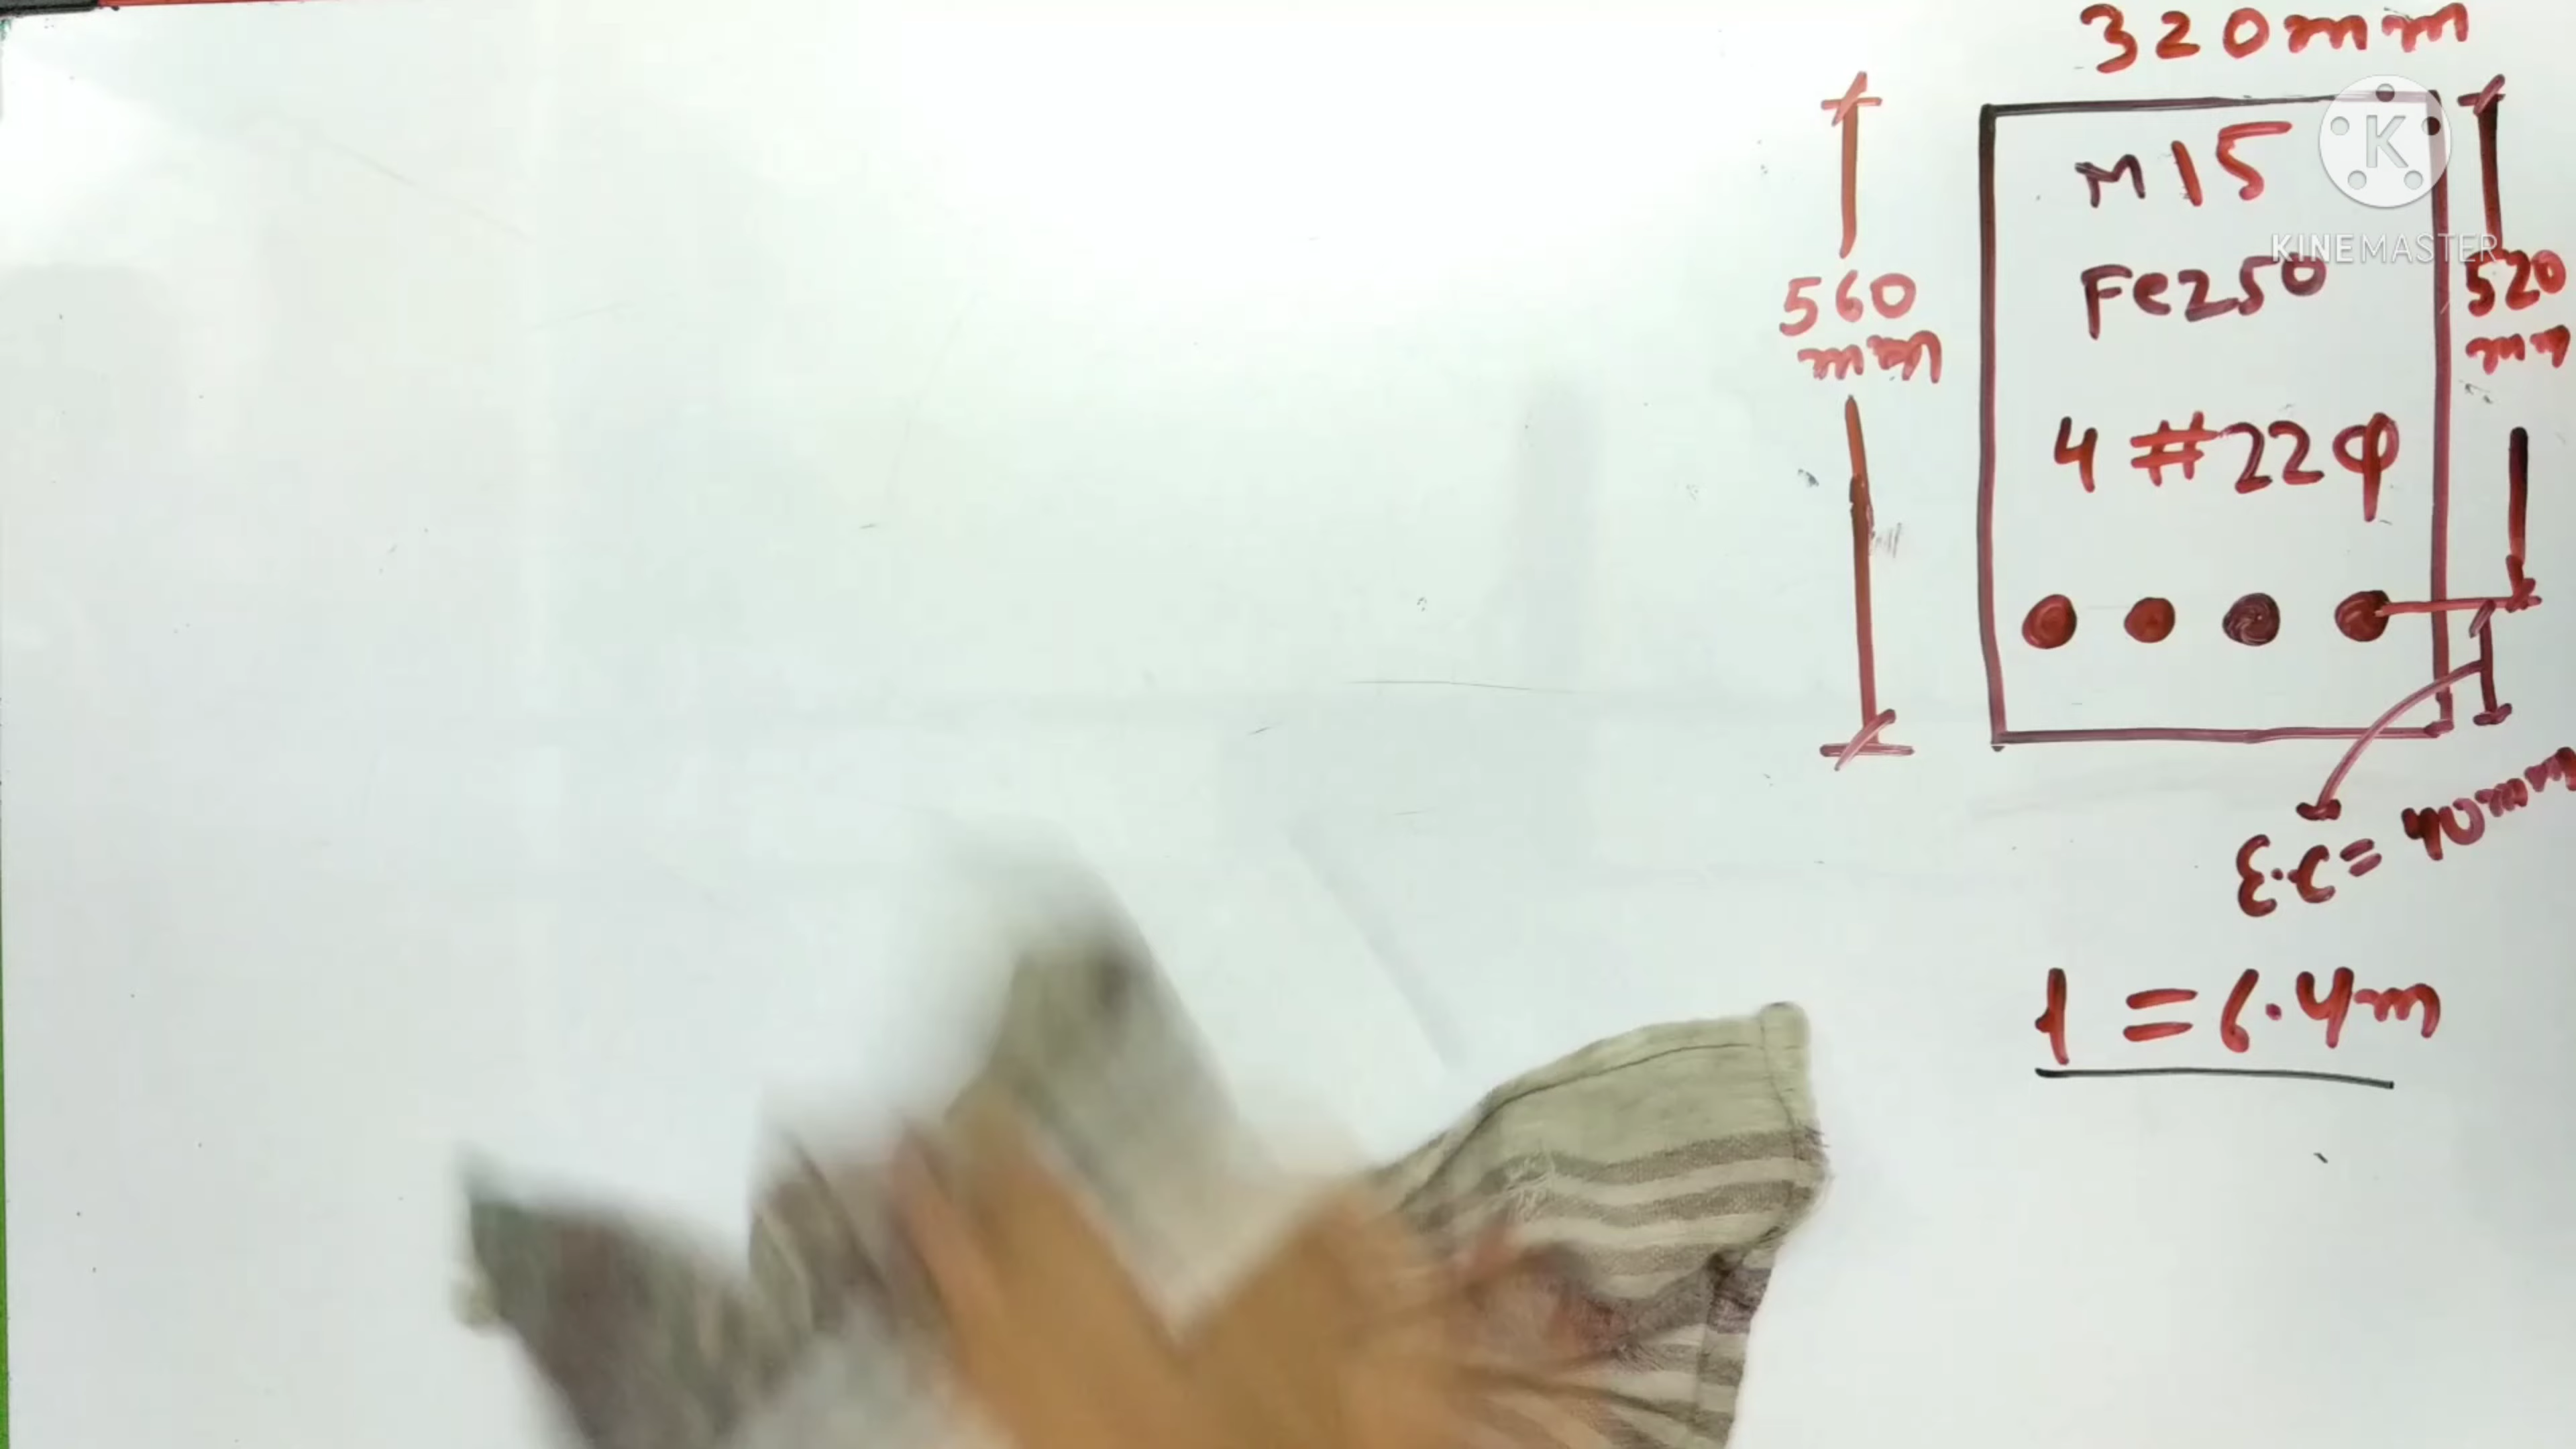 320mm
M15
K
KINEMASTER
Fe250
560
mm
520
mm
4 #22φ
= 40mm
l = 6.4m